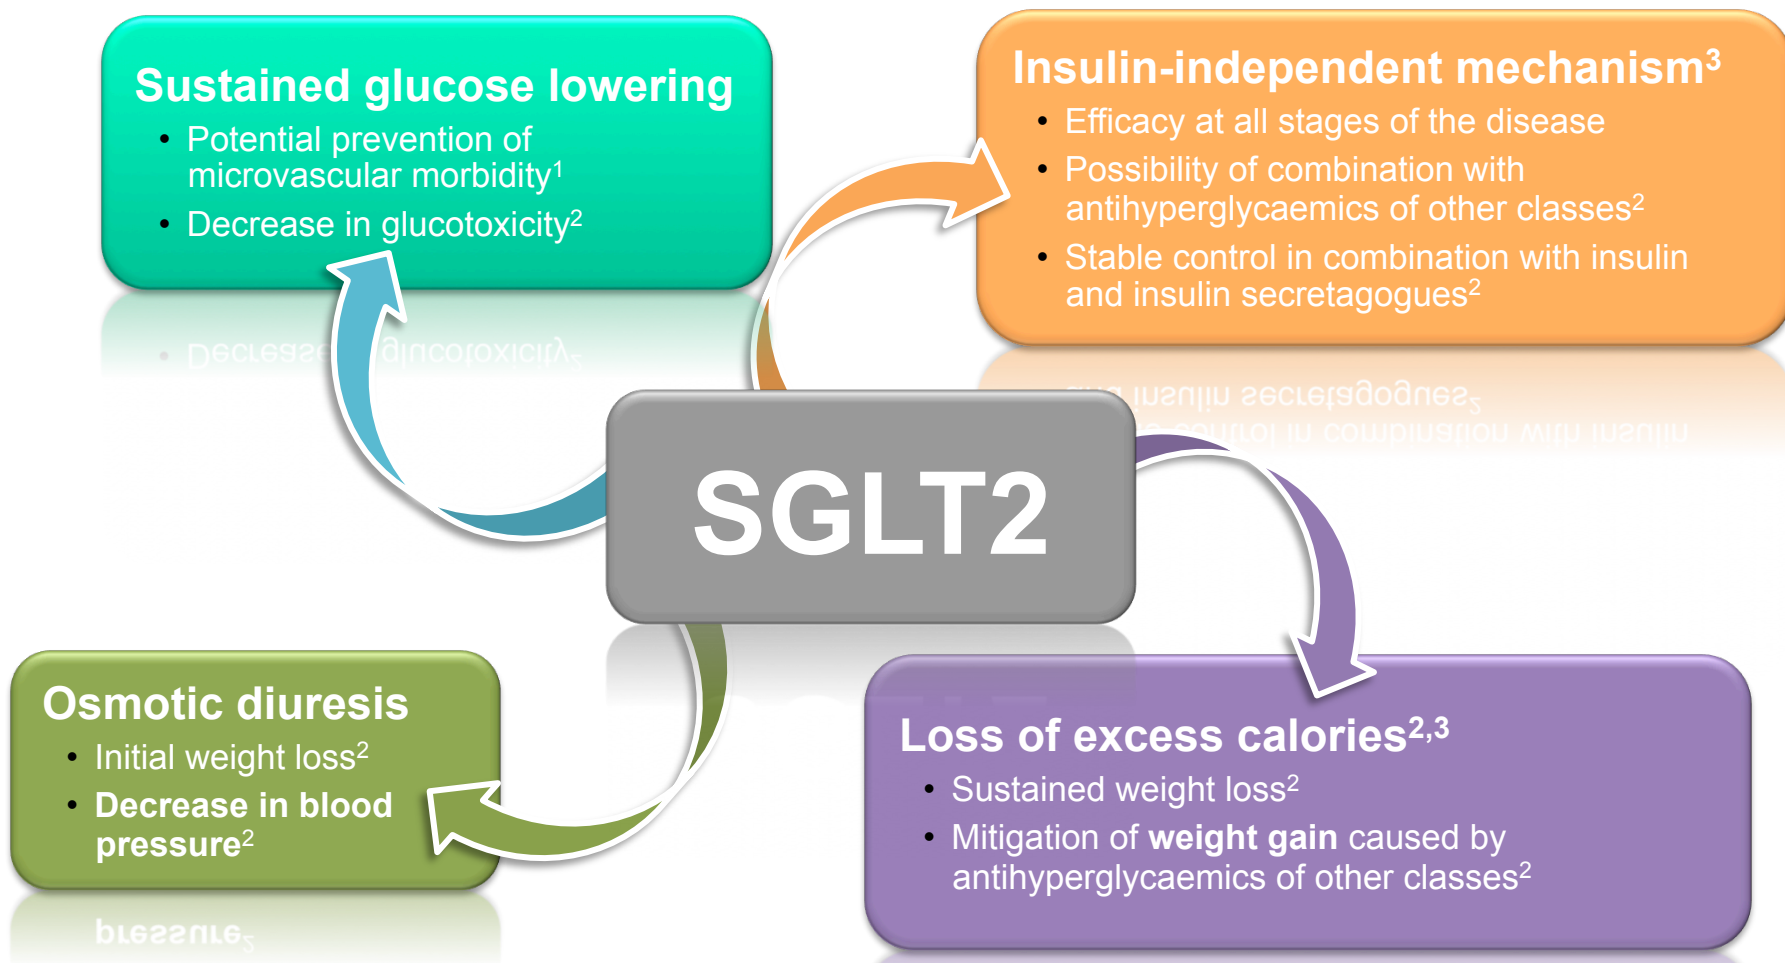 Sustained glucose lowering
• Potential prevention of
microvascular morbidity¹
• Decrease in glucotoxicity²
Insulin-independent mechanism³
• Efficacy at all stages of the disease
• Possibility of combination with
antihyperglycaemics of other classes²
• Stable control in combination with insulin
and insulin secretagogues²
SGLT2
Osmotic diuresis
• Initial weight loss²
• Decrease in blood
pressure²
Loss of excess calories²,³
• Sustained weight loss²
• Mitigation of weight gain caused by
antihyperglycaemics of other classes²